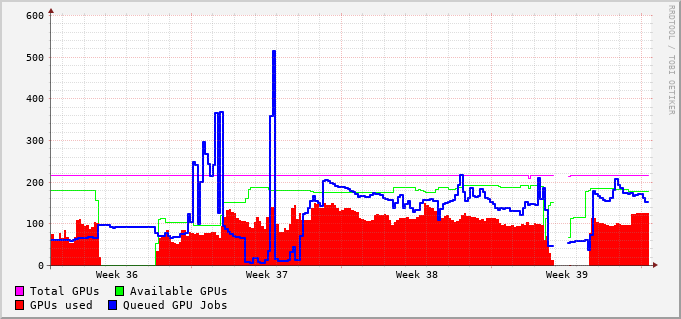 600
500
400
300
200
100
0
Week 36 Week 37 Week 38 Week 39
Total GPUs Available GPUs
GPUs used Queued GPU Jobs
RRDTOOL / TOBI OETIKER